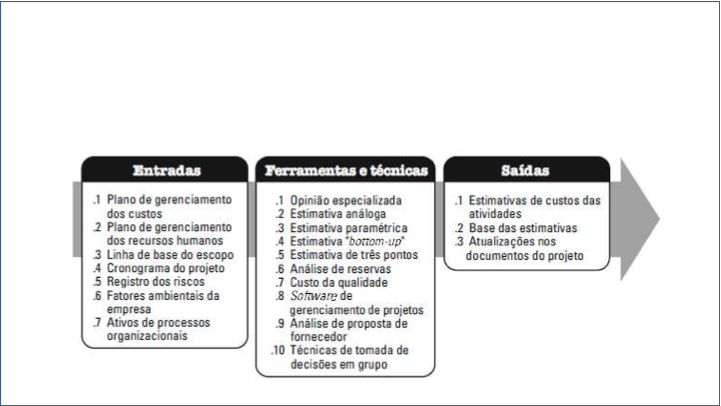 Entradas
.1 Plano de gerenciamento
dos custos
.2 Plano de gerenciamento
dos recursos humanos
.3 Linha de base do escopo
.4 Cronograma do projeto
.5 Registro dos riscos
.6 Fatores ambientais da
empresa
.7 Ativos de processos
organizacionais
Ferramentas e técnicas
.1 Opinião especializada
.2 Estimativa análoga
.3 Estimativa paramétrica
.4 Estimativa "bottom-up"
.5 Estimativa de três pontos
.6 Análise de reservas
.7 Custo da qualidade
.8 Software de
gerenciamento de projetos
.9 Análise de proposta de
fornecedor
.10 Técnicas de tomada de
decisões em grupo
Saídas
.1 Estimativas de custos das
atividades
.2 Base das estimativas
.3 Atualizações nos
documentos do projeto